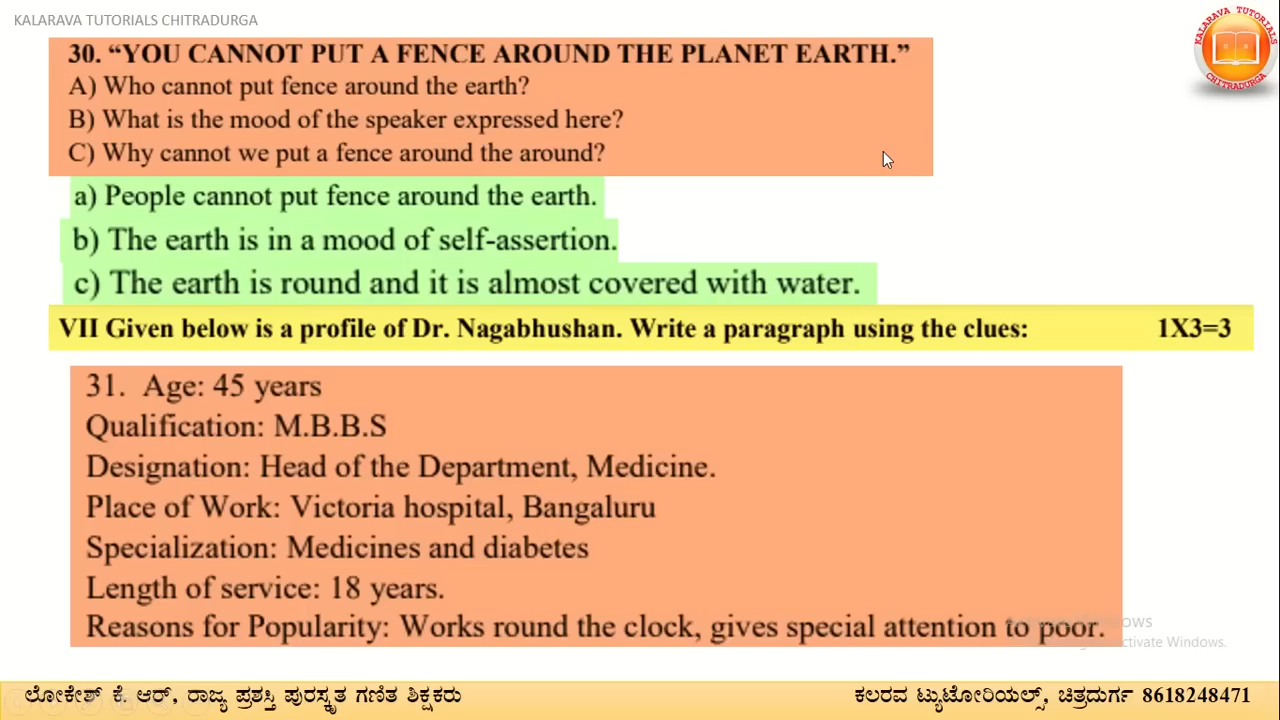 KALARAVA TUTORIALS CHITRADURGA
KALARAVA TUTORIALS
CHITRADURGA
30. “YOU CANNOT PUT A FENCE AROUND THE PLANET EARTH.”
A) Who cannot put fence around the earth?
B) What is the mood of the speaker expressed here?
C) Why cannot we put a fence around the around?
a) People cannot put fence around the earth.
b) The earth is in a mood of self-assertion.
c) The earth is round and it is almost covered with water.
VII Given below is a profile of Dr. Nagabhushan. Write a paragraph using the clues: 1X3=3
31. Age: 45 years
Qualification: M.B.B.S
Designation: Head of the Department, Medicine.
Place of Work: Victoria hospital, Bangaluru
Specialization: Medicines and diabetes
Length of service: 18 years.
Reasons for Popularity: Works round the clock, gives special attention to poor.
Windows.
ಲೋಕೇಶ್ ಕೆ. ಆರ್, ರಾಜ್ಯ ಪ್ರಶಸ್ತಿ ಪುರಸ್ಕೃತ ಗಣಿತ ಶಿಕ್ಷಕರು
ಕಲರವ ಟ್ಯುಟೋರಿಯಲ್ಸ್, ಚಿತ್ರದುರ್ಗ 8618248471